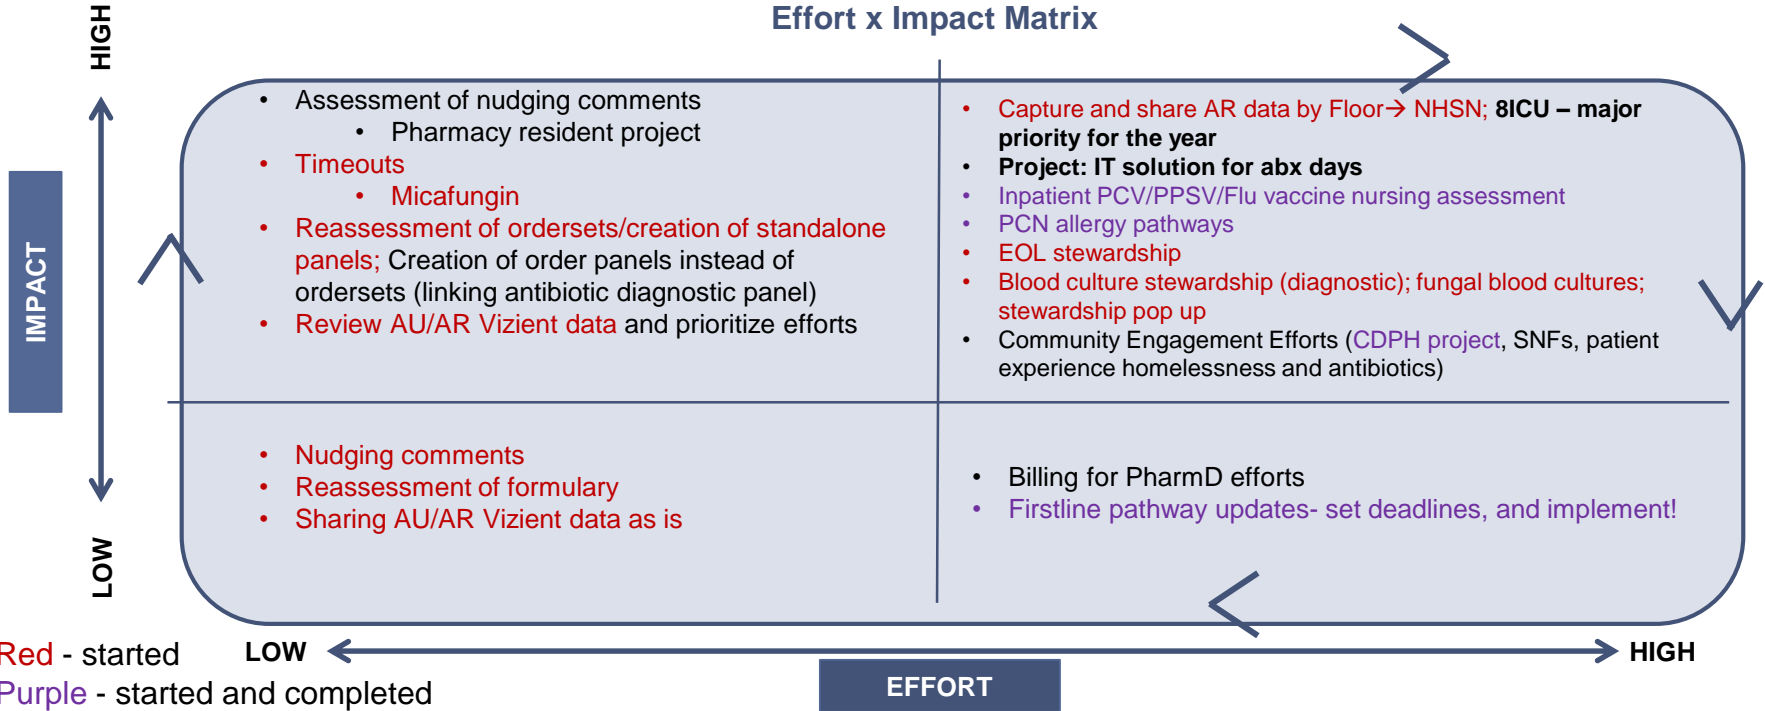 Effort x Impact Matrix
HIGH
IMPACT
LOW
• Assessment of nudging comments
• Pharmacy resident project
• Timeouts
• Micafungin
• Reassessment of ordersets/creation of standalone
panels; Creation of order panels instead of
ordersets (linking antibiotic diagnostic panel)
• Review AU/AR Vizient data and prioritize efforts
• Capture and share AR data by Floor→ NHSN; 8ICU – major
priority for the year
• Project: IT solution for abx days
• Inpatient PCV/PPSV/Flu vaccine nursing assessment
• PCN allergy pathways
• EOL stewardship
• Blood culture stewardship (diagnostic); fungal blood cultures;
stewardship pop up
• Community Engagement Efforts (CDPH project, SNFs, patient
experience homelessness and antibiotics)
• Nudging comments
• Reassessment of formulary
• Sharing AU/AR Vizient data as is
• Billing for PharmD efforts
• Firstline pathway updates- set deadlines, and implement!
Red - started
Purple - started and completed
LOW
EFFORT
HIGH